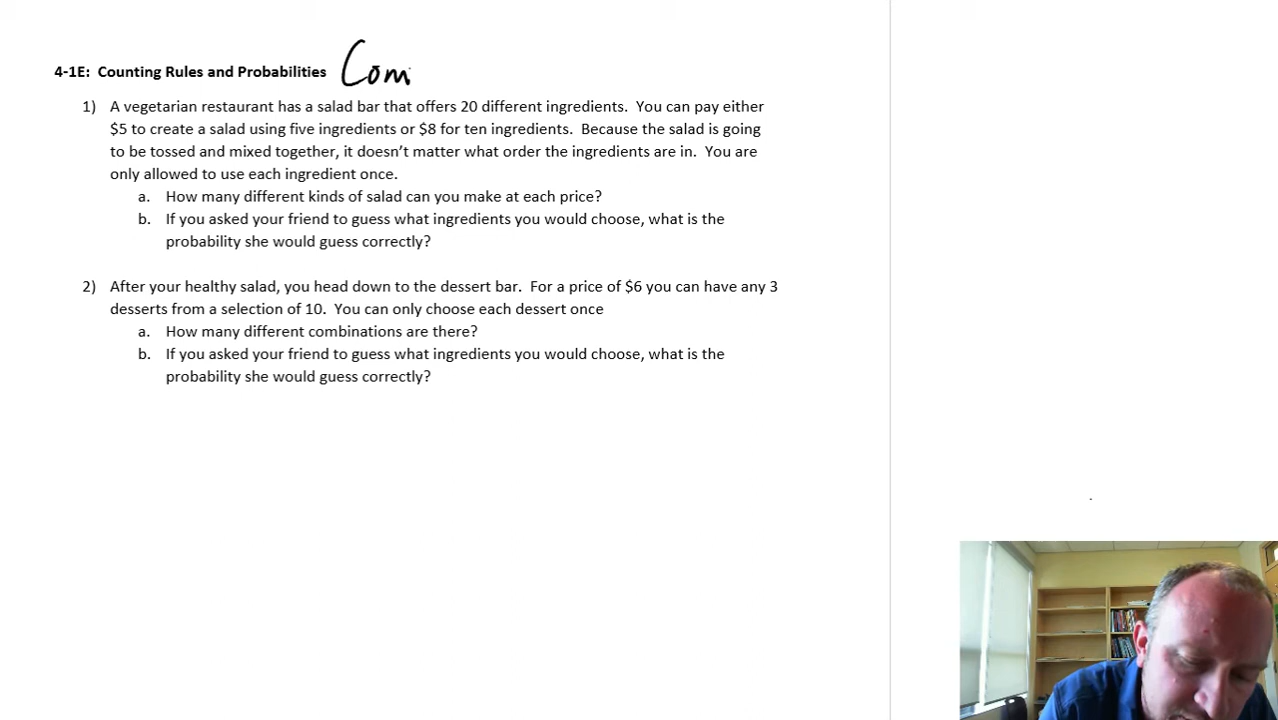 4-1E: Counting Rules and Probabilities Com
1) A vegetarian restaurant has a salad bar that offers 20 different ingredients. You can pay either
$5 to create a salad using five ingredients or $8 for ten ingredients. Because the salad is going
to be tossed and mixed together, it doesn't matter what order the ingredients are in. You are
only allowed to use each ingredient once.
a. How many different kinds of salad can you make at each price?
b. If you asked your friend to guess what ingredients you would choose, what is the
probability she would guess correctly?
2) After your healthy salad, you head down to the dessert bar. For a price of $6 you can have any 3
desserts from a selection of 10. You can only choose each dessert once
a. How many different combinations are there?
b. If you asked your friend to guess what ingredients you would choose, what is the
probability she would guess correctly?